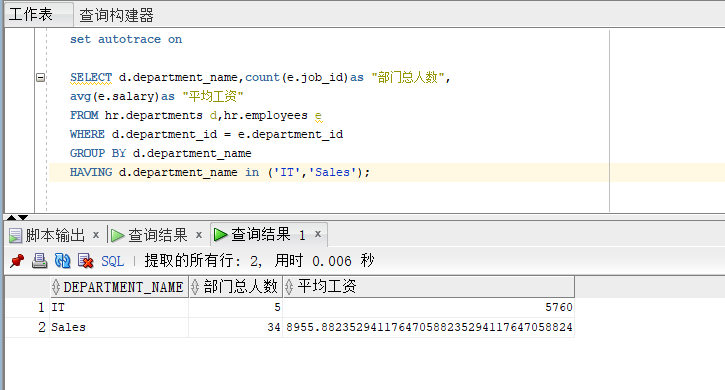 工作表 查询构建器
set autotrace on
SELECT d.department_name,count(e.job_id)as "部门总人数",
avg(e.salary)as "平均工资"
FROM hr.departments d,hr.employees e
WHERE d.department_id = e.department_id
GROUP BY d.department_name
HAVING d.department_name in ('IT','Sales');
脚本输出 x 查询结果 x 查询结果 1 x
SQL | 提取的所有行: 2, 用时 0.006 秒
DEPARTMENT_NAME 部门总人数 平均工资
1 IT 5 5760
2 Sales 34 8955.88235294117647058823529411764705882​4